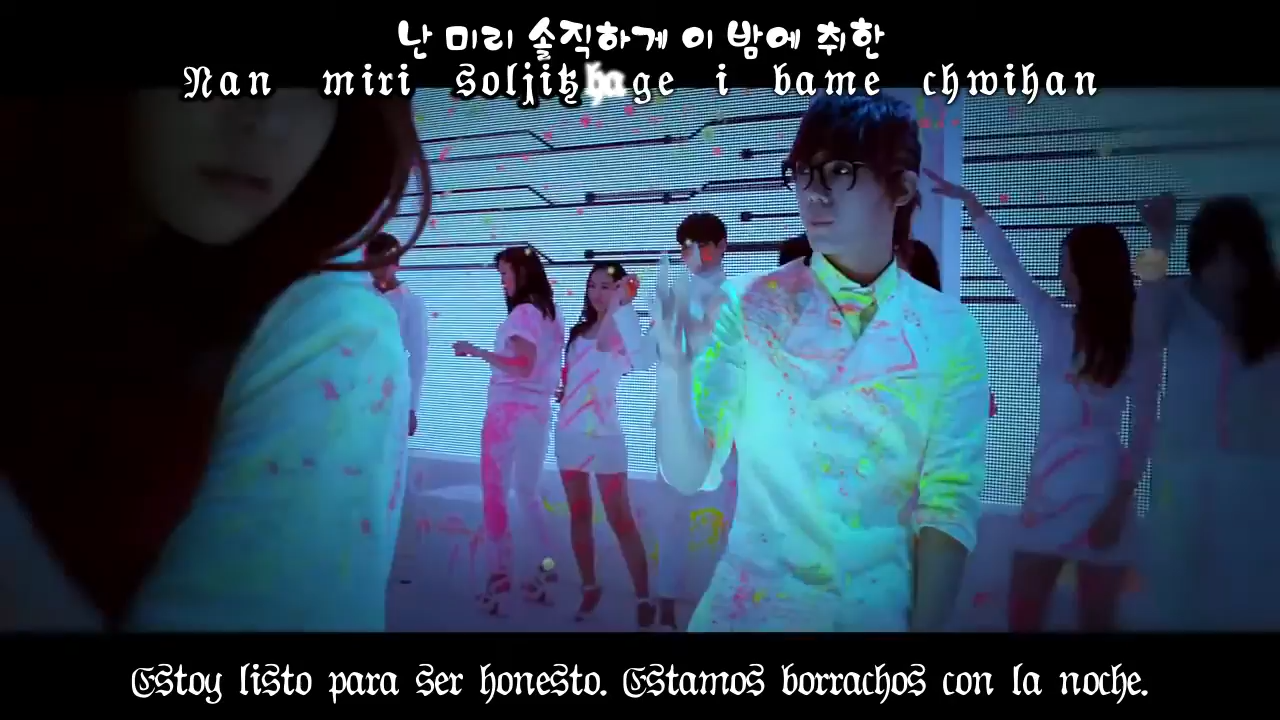 난 미리 솔직하게 이 밤에 취한
Nan miri soljikhage i bame chwihan
Estoy listo para ser honesto. Estamos borrachos con la noche.